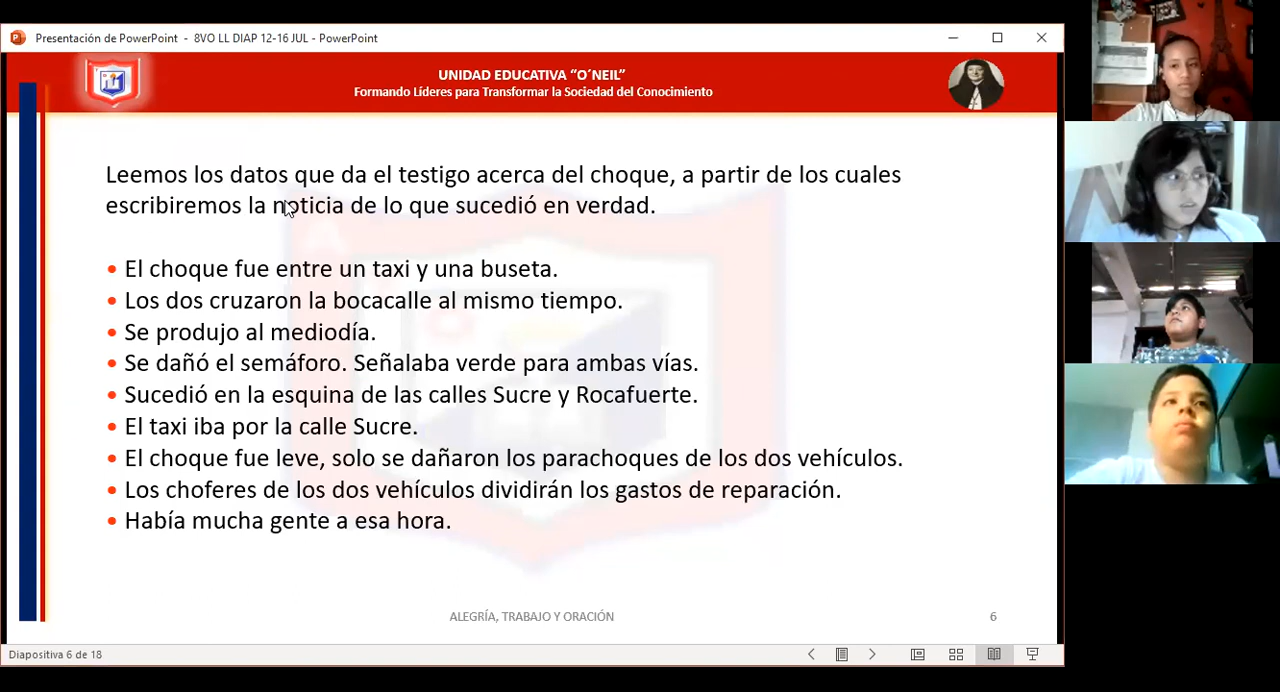 Presentación de PowerPoint - 8VO LL DIAP 12-16 JUL - PowerPoint
UNIDAD EDUCATIVA “O´NEIL”
Formando Líderes para Transformar la Sociedad del Conocimiento
Leemos los datos que da el testigo acerca del choque, a partir de los cuales
escribiremos la noticia de lo que sucedió en verdad.
• El choque fue entre un taxi y una buseta.
• Los dos cruzaron la bocacalle al mismo tiempo.
• Se produjo al mediodía.
• Se dañó el semáforo. Señalaba verde para ambas vías.
• Sucedió en la esquina de las calles Sucre y Rocafuerte.
• El taxi iba por la calle Sucre.
• El choque fue leve, solo se dañaron los parachoques de los dos vehículos.
• Los choferes de los dos vehículos dividirán los gastos de reparación.
• Había mucha gente a esa hora.
ALEGRÍA, TRABAJO Y ORACIÓN
6
Diapositiva 6 de 18